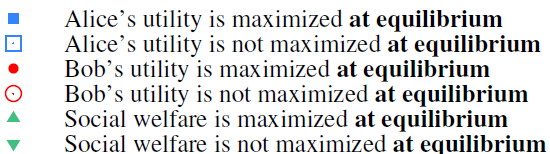 Alice's utility is maximized at equilibrium
Alice's utility is not maximized at equilibrium
Bob's utility is maximized at equilibrium
Bob's utility is not maximized at equilibrium
Social welfare is maximized at equilibrium
Social welfare is not maximized at equilibrium